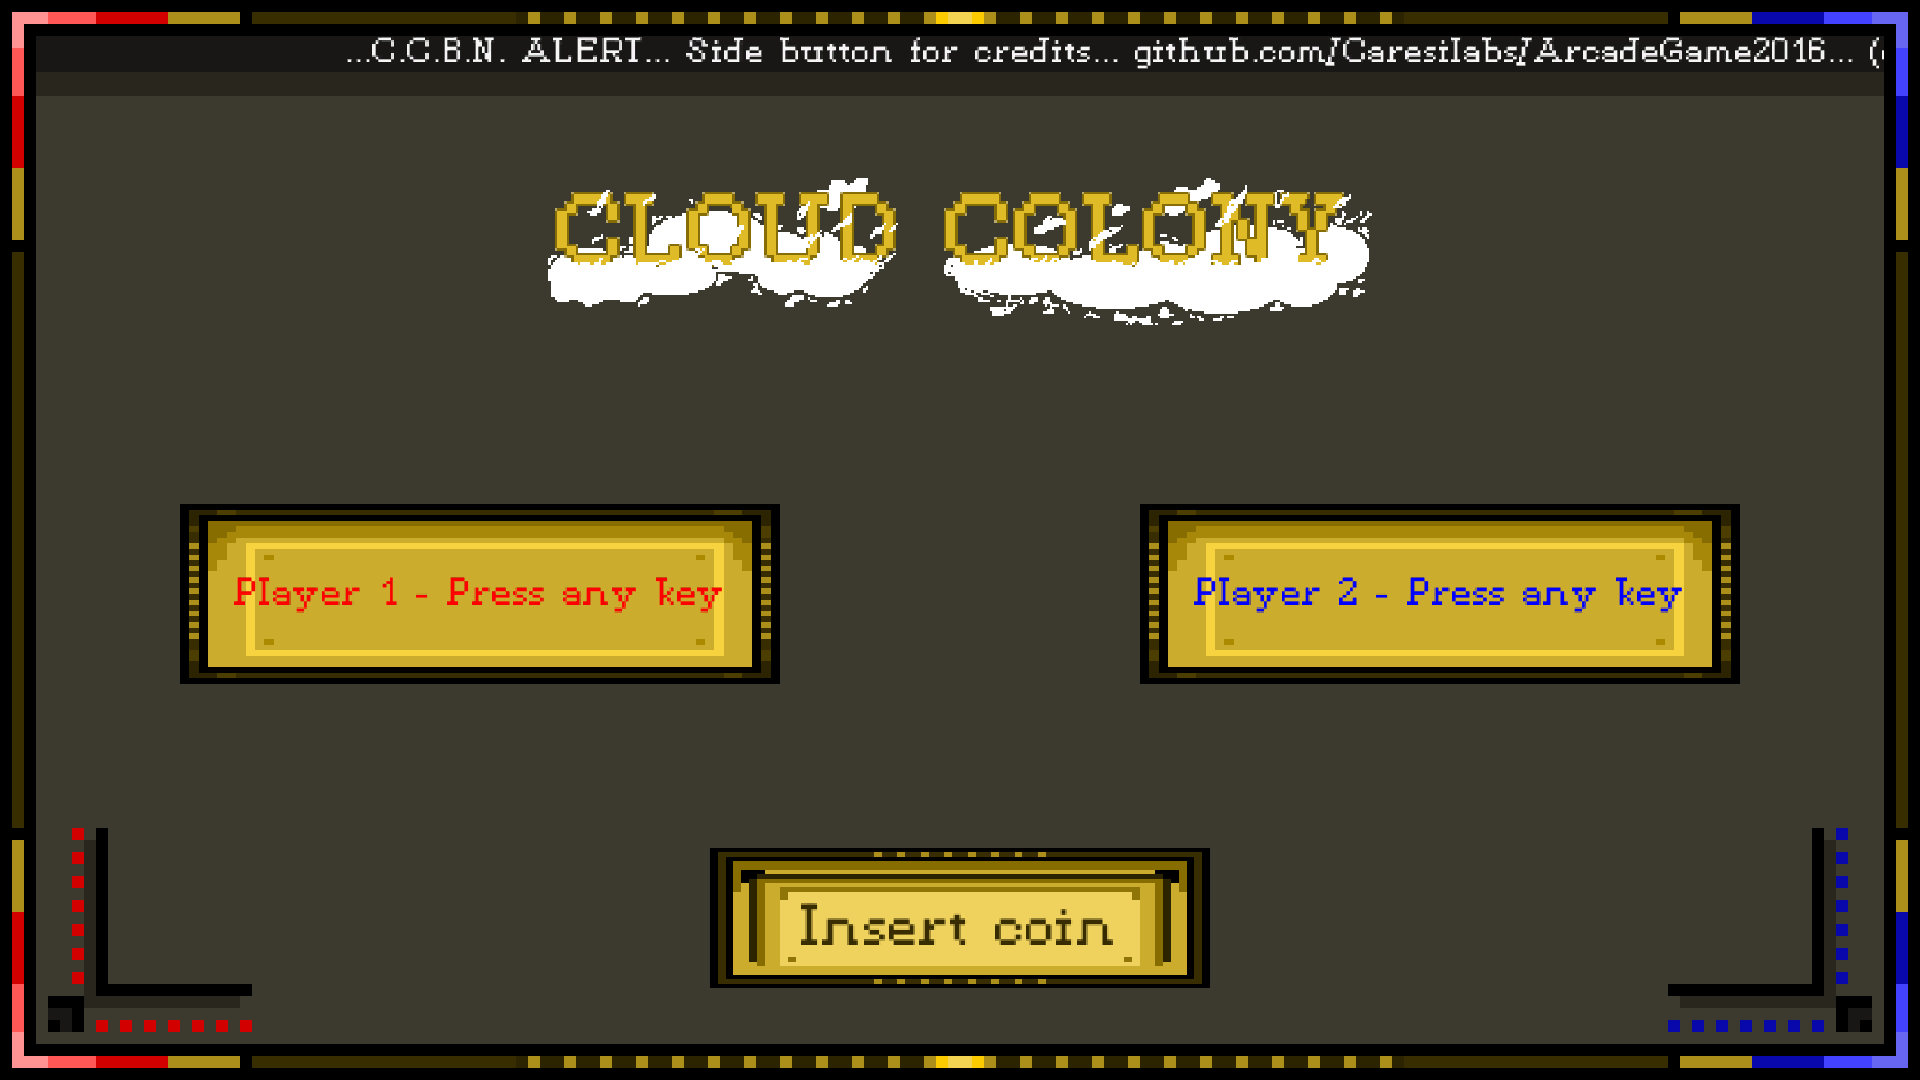 ...C.C.B.N. ALERT... Side button for credits... github.com/Caresilabs/ArcadeGame2016... (
CLOUD COLONY
Player 1 - Press any key
Player 2 - Press any key
Insert coin